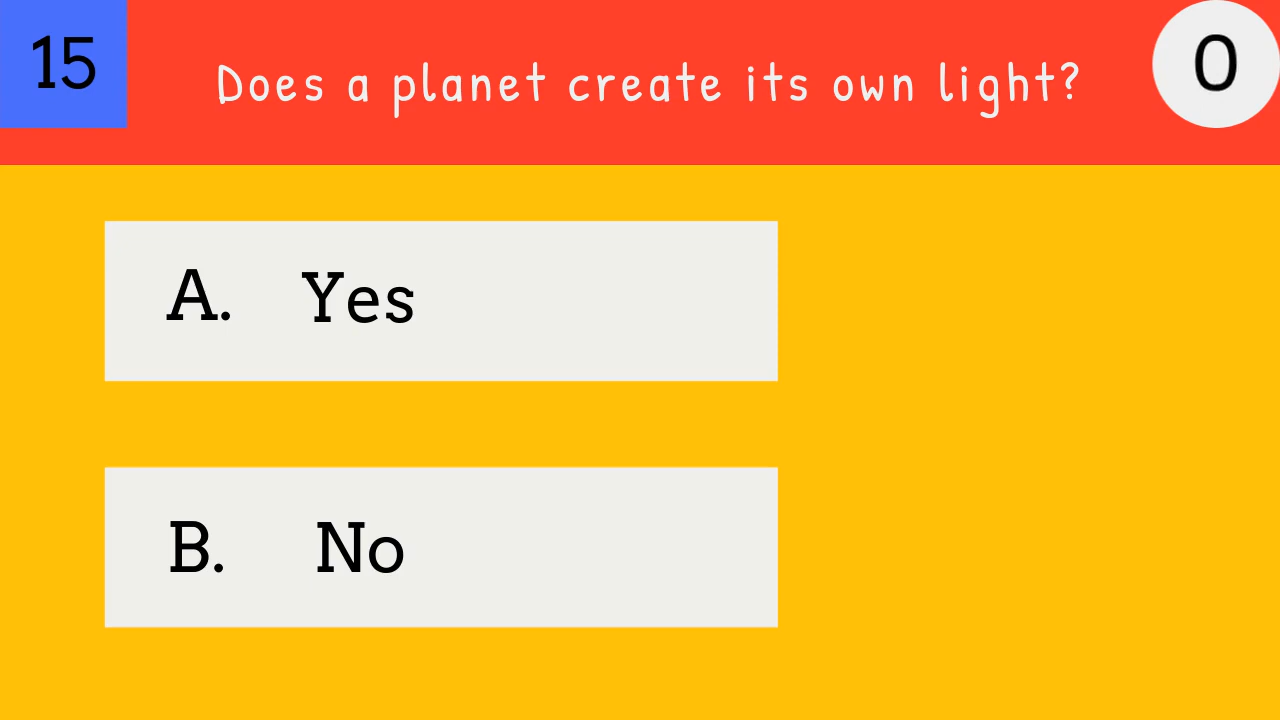 15
Does a planet create its own light?
0
A. Yes
B. No